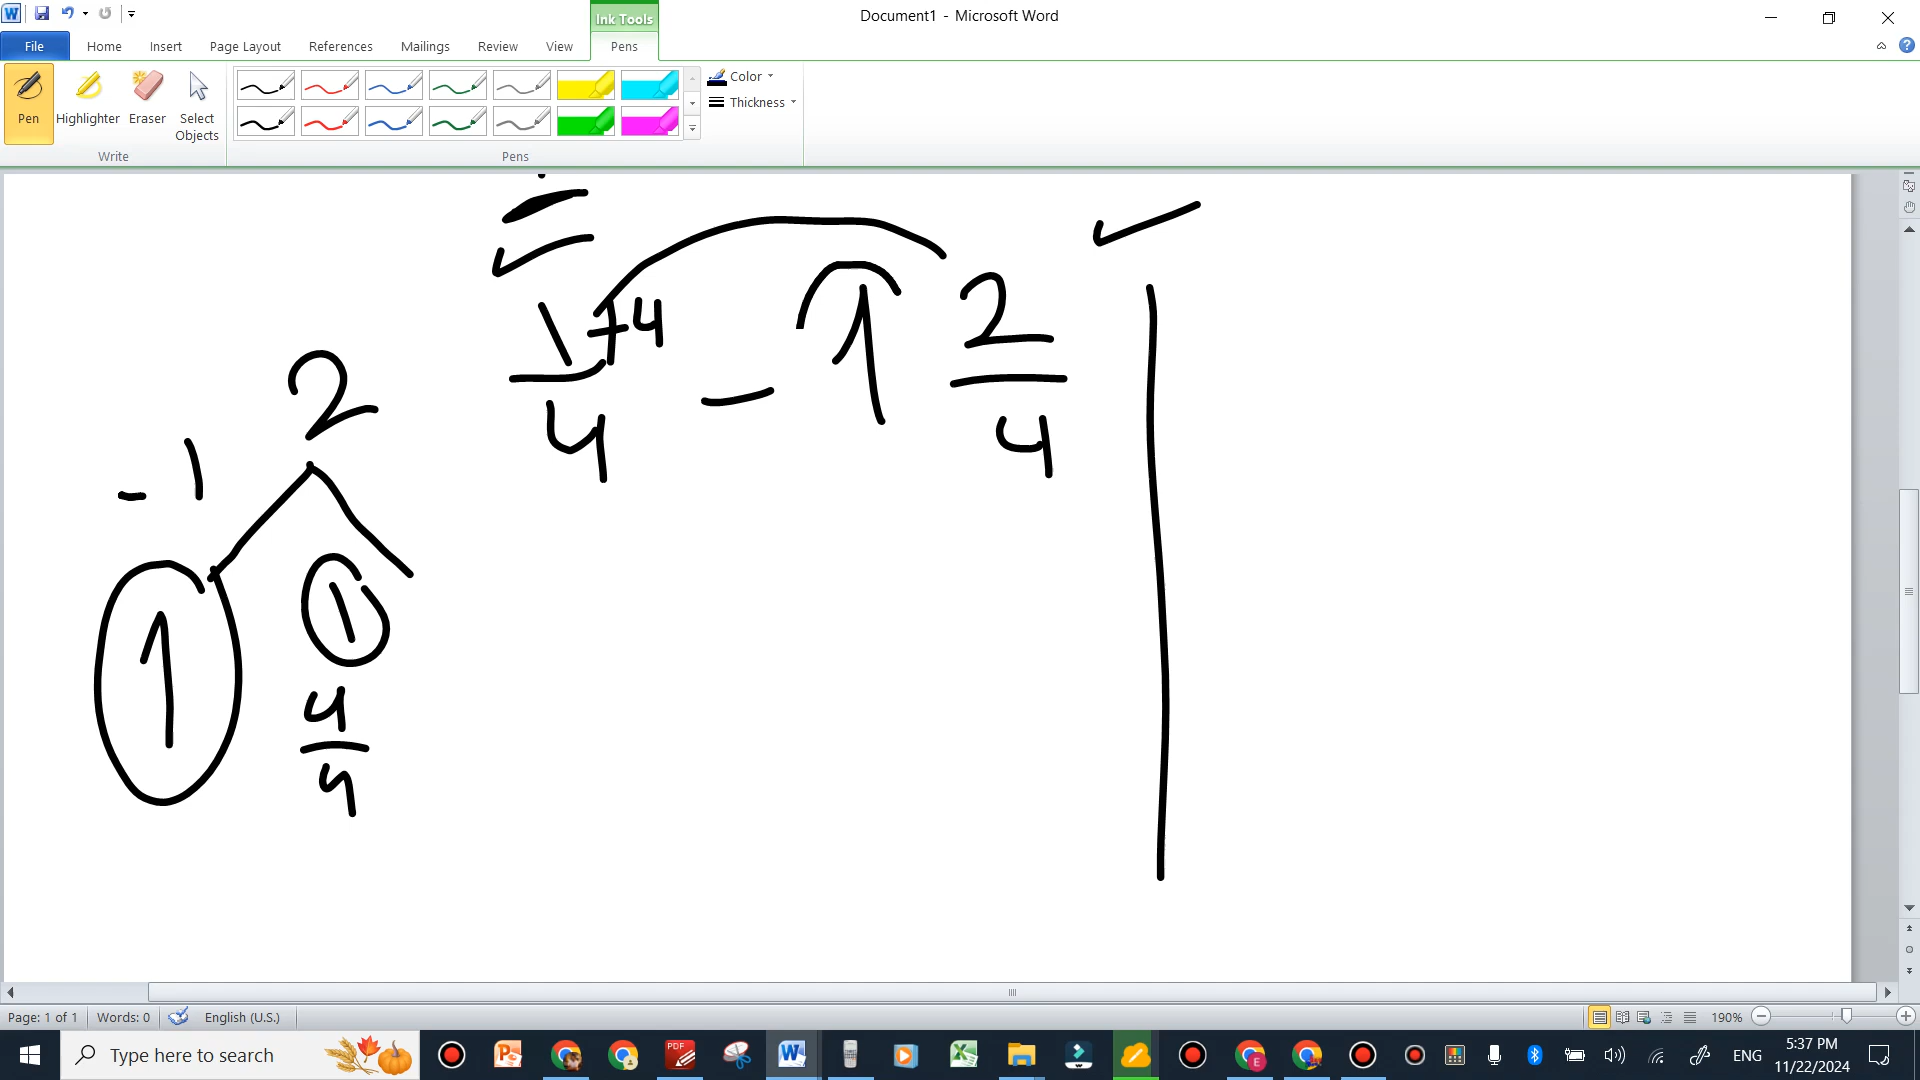 Document1 - Microsoft Word
Ink Tools
File Home Insert Page Layout References Mailings Review View Pens
Pen Highlighter Eraser Select Objects
Color
Thickness
Write Pens
1 +4 - 1 2
4 4
2
- 1
1 1
4
4
Page: 1 of 1 Words: 0 English (U.S.) 190%
Type here to search
ENG 5:37 PM
11/22/2024